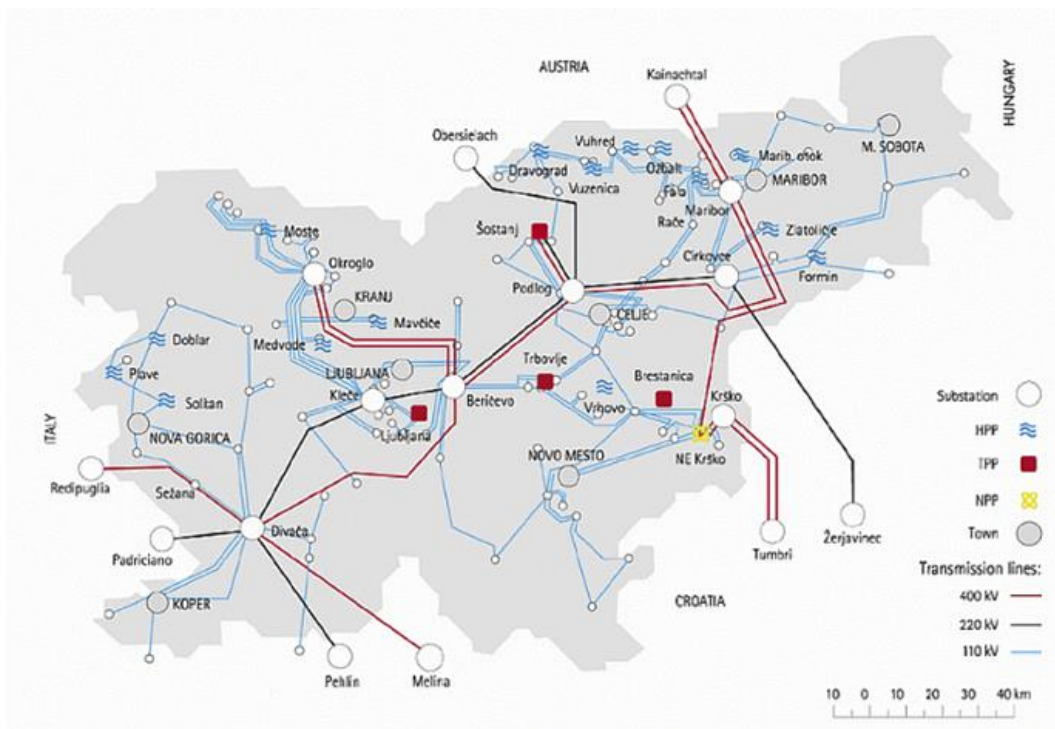 AUSTRIA
Kainachtal
HUNGARY
Obersielach
Vuhred
Marib. otok
M. SOBOTA
Dravograd
Ožbalt
MARIBOR
Vuzenica
Fala
Maribor
Šoštanj
Rače
Zlatoličje
Moste
Okroglo
Cirkovce
Podlog
Formin
KRANJ
Mavčiče
CELJE
Doblar
Medvode
Trbovlje
Plave
LJUBLJANA
Brestanica
Solkan
Kleče
Beričevo
Vrhovo
Krško
ITALY
NOVA GORICA
Ljubljana
NE Krško
NOVO MESTO
Redipuglia
Sežana
Divača
Padriciano
Tumbri
Žerjavinec
KOPER
CROATIA
Pehlin
Melina
Substation
HPP
TPP
NPP
Town
Transmission lines:
400 kV
220 kV
110 kV
10 0 10 20 30 40 km